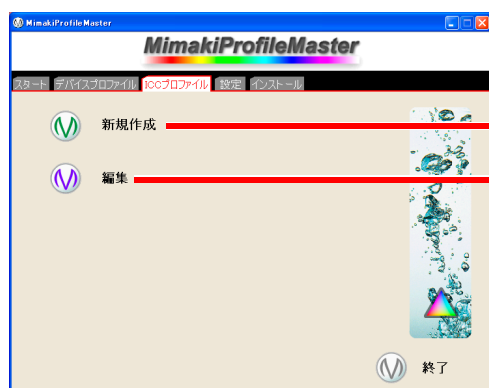 MimakiProfileMaster
MimakiProfileMaster
スタート デバイスプロファイル ICCプロファイル 設定 インストール
新規作成
編集
終了